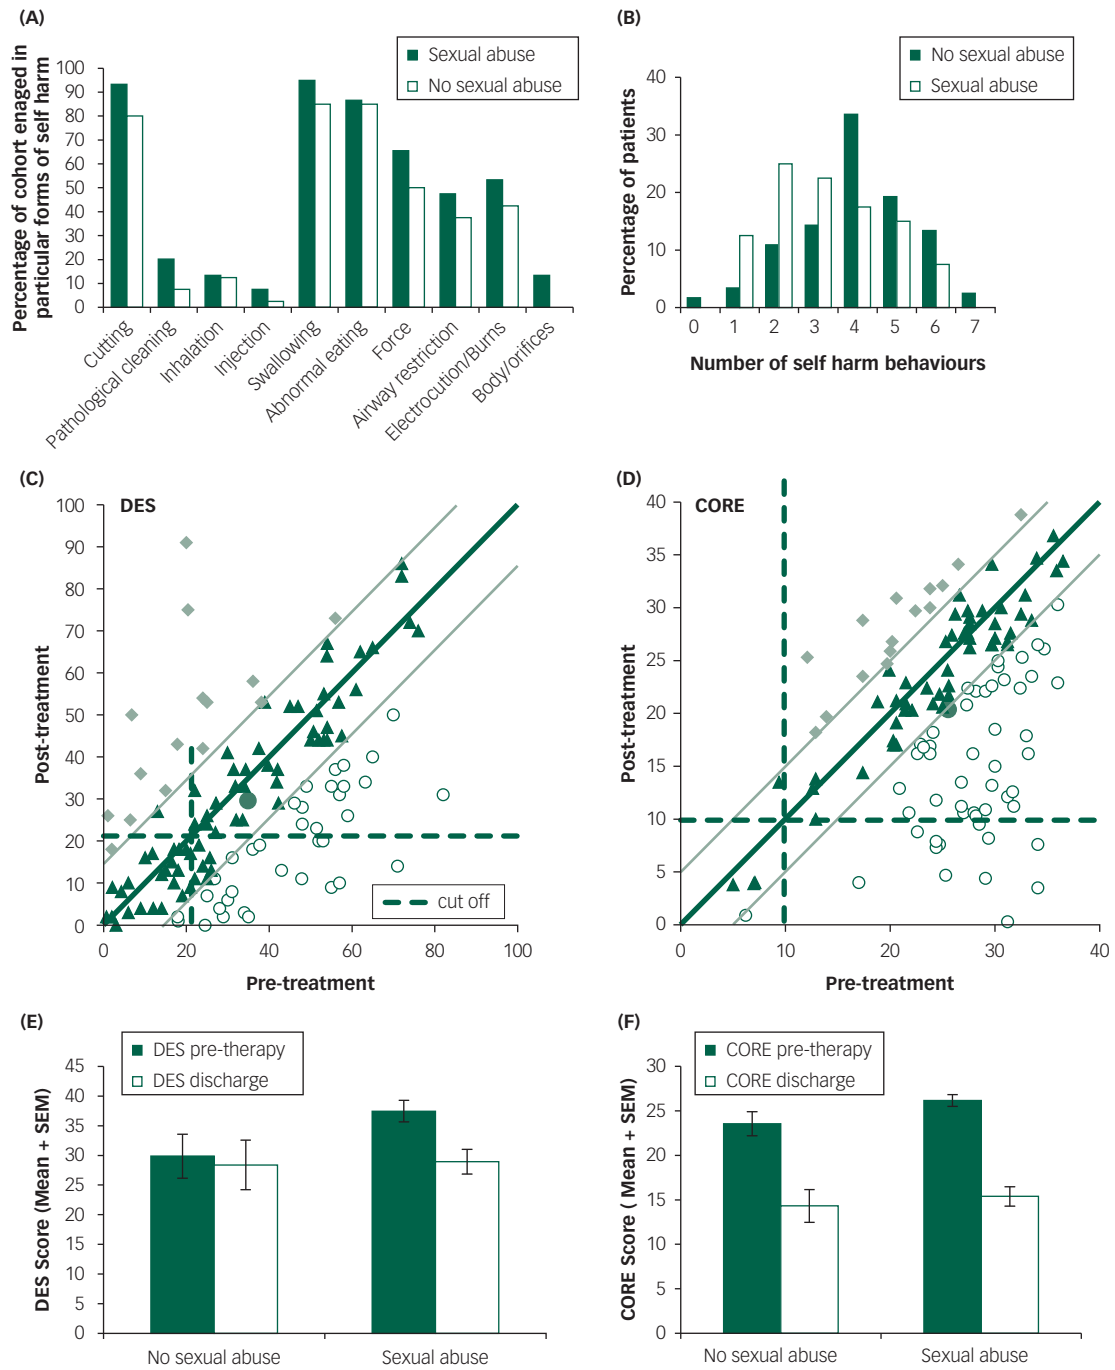 (A)
Percentage of cohort enaged in
particular forms of self harm
Sexual abuse
No sexual abuse
100
90
80
70
60
50
40
30
20
10
0
Cutting
Pathological cleaning
Inhalation
Injection
Swallowing
Abnormal eating
Force
Airway restriction
Electrocution/Burns
Body/orifices
(B)
Percentage of patients
No sexual abuse
Sexual abuse
40
30
20
10
0
0 1 2 3 4 5 6 7
Number of self harm behaviours
(C)
DES
Post-treatment
100
90
80
70
60
50
40
30
20
10
0
cut off
0 20 40 60 80 100
Pre-treatment
(D)
CORE
Post-treatment
40
35
30
25
20
15
10
5
0
0 10 20 30 40
Pre-treatment
(E)
DES Score (Mean + SEM)
DES pre-therapy
DES discharge
45
40
35
30
25
20
15
10
5
0
No sexual abuse Sexual abuse
(F)
CORE Score ( Mean + SEM)
CORE pre-therapy
CORE discharge
30
25
20
15
10
5
0
No sexual abuse Sexual abuse